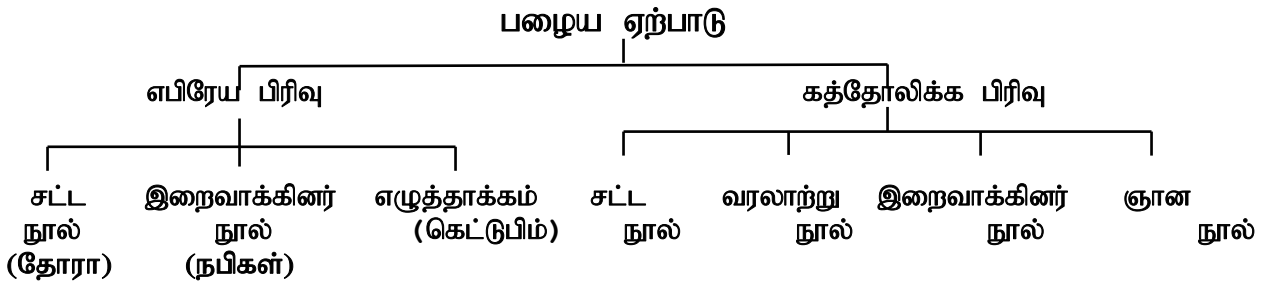 பழைய ஏற்பாடு
எபிரேய பிரிவு கத்தோலிக்க பிரிவு
சட்ட இறைவாக்கினர் எழுத்தாக்கம் சட்ட வரலாற்று இறைவாக்கினர் ஞான
நூல் நூல் (கெட்டுபிம்) நூல் நூல் நூல் நூல்
(தோரா) (நபிகள்)